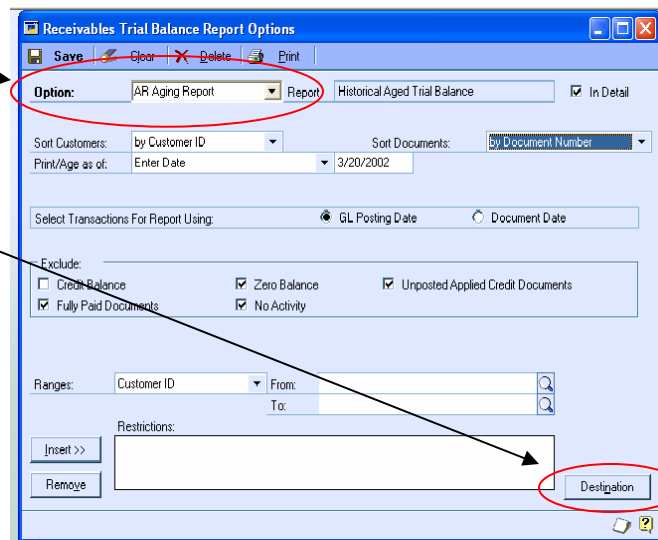 Receivables Trial Balance Report Options
Save Clear Delete Print
Option: AR Aging Report Report Historical Aged Trial Balance In Detail
Sort Customers: by Customer ID Sort Documents: by Document Number
Print/Age as of: Enter Date 3/20/2002
Select Transactions For Report Using: GL Posting Date Document Date
Exclude:
Credit Balance Zero Balance Unposted Applied Credit Documents
Fully Paid Documents No Activity
Ranges: Customer ID From:
To:
Restrictions:
Insert >>
Remove
Destination